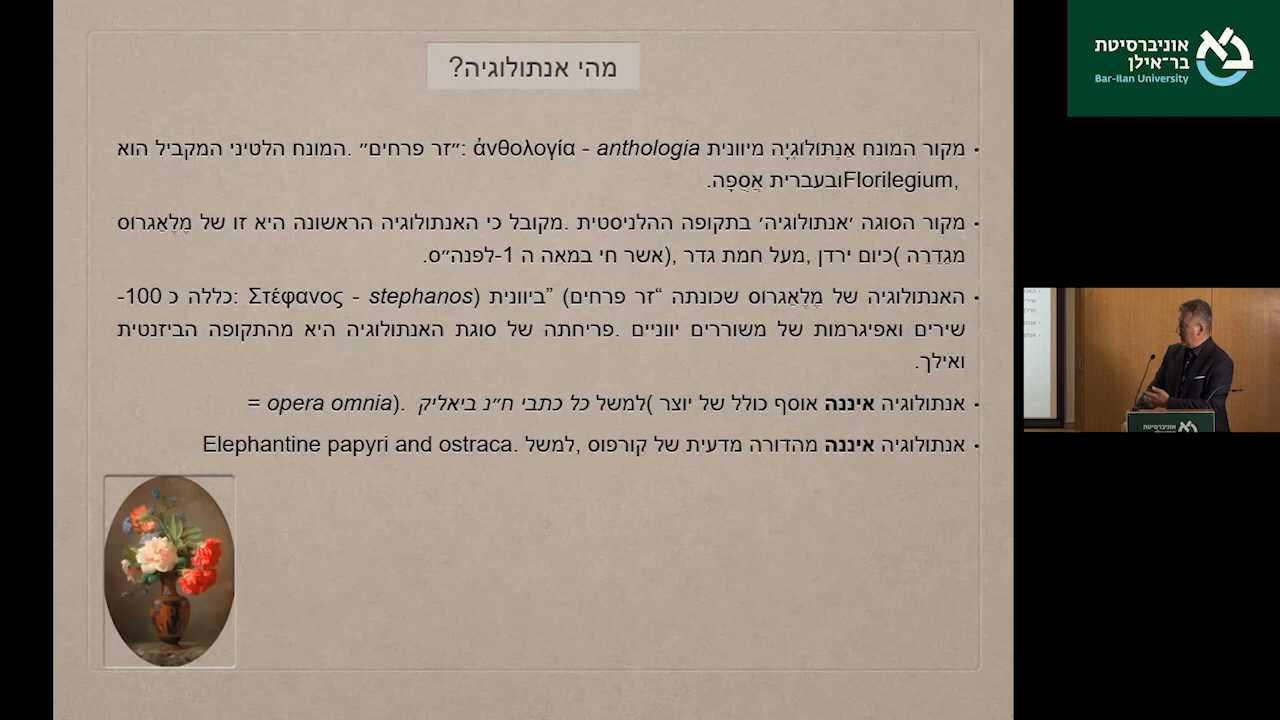 מהי אנתולוגיה?
• מקור המונח אַנְתּוֹלוֹגְיָה מיוונית ἀνθολογία - anthologia :״זר פרחים״ .המונח הלטיני המקביל הוא
,Florilegiumובעברית אֲסֻפָּה.
• מקור הסוגה ׳אנתולוגיה׳ בתקופה ההלניסטית .מקובל כי האנתולוגיה הראשונה היא זו של מֶלֶאַגרוֹס
מגַדַרַה )כיום ירדן ,מעל חמת גדר ,(אשר חי במאה ה 1-לפנה״ס.
• האנתולוגיה של מֶלֶאַגרוֹס שכונתה “זר פרחים) ”ביוונית (Στέφανος - stephanos :כללה כ 100-
שירים ואפיגרמות של משוררים יווניים .פריחתה של סוגת האנתולוגיה היא מהתקופה הביזנטית
ואילך.
• אנתולוגיה איננה אוסף כולל של יוצר )למשל כל כתבי ח״נ ביאליק .(opera omnia =
• אנתולוגיה איננה מהדורה מדעית של קורפוס ,למשל .Elephantine papyri and ostraca
אוניברסיטת
בר־אילן
Bar-Ilan University
אוניברסיטת